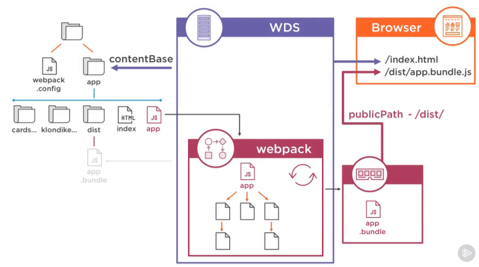 WDS
Browser
contentBase
/index.html
/dist/app.bundle.js
JS
webpack
.config
app
publicPath - /dist/
cards...
klondike...
dist
HTML
index
JS
app
app
.bundle
webpack
JS
app
JS
app
.bundle